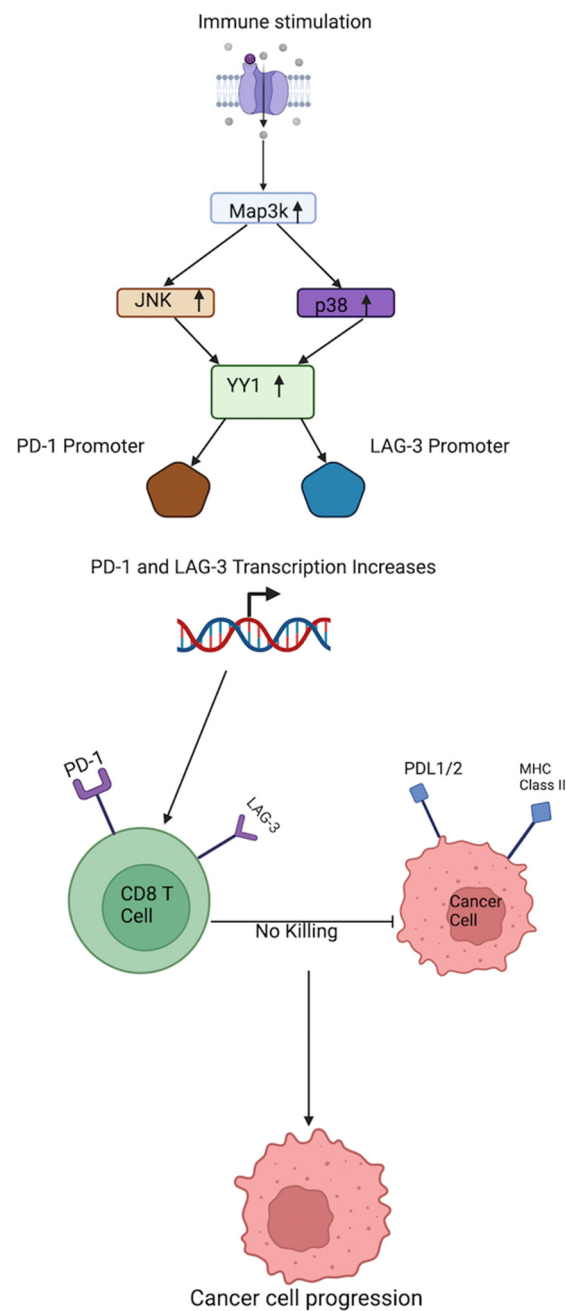 Immune stimulation
Map3k
JNK
p38
YY1
PD-1 Promoter
LAG-3 Promoter
PD-1 and LAG-3 Transcription Increases
PD-1
LAG-3
PDL1/2
MHC
Class II
CD8 T
Cell
Cancer
Cell
No Killing
Cancer cell progression